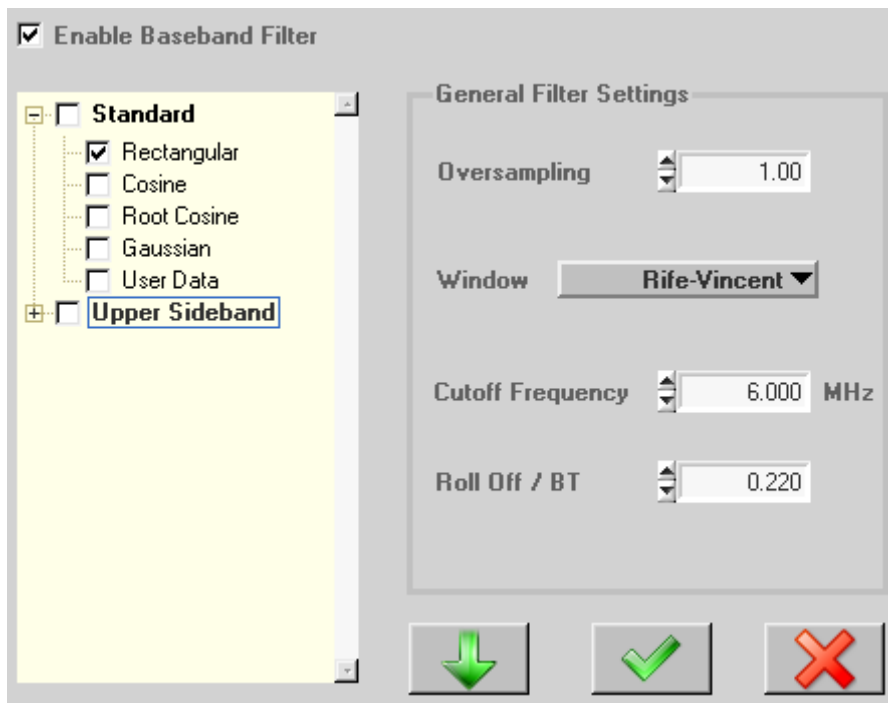 Enable Baseband Filter
Standard
Rectangular
Cosine
Root Cosine
Gaussian
User Data
Upper Sideband
General Filter Settings
Oversampling 1.00
Window Rife-Vincent
Cutoff Frequency 6.000 MHz
Roll Off / BT 0.220